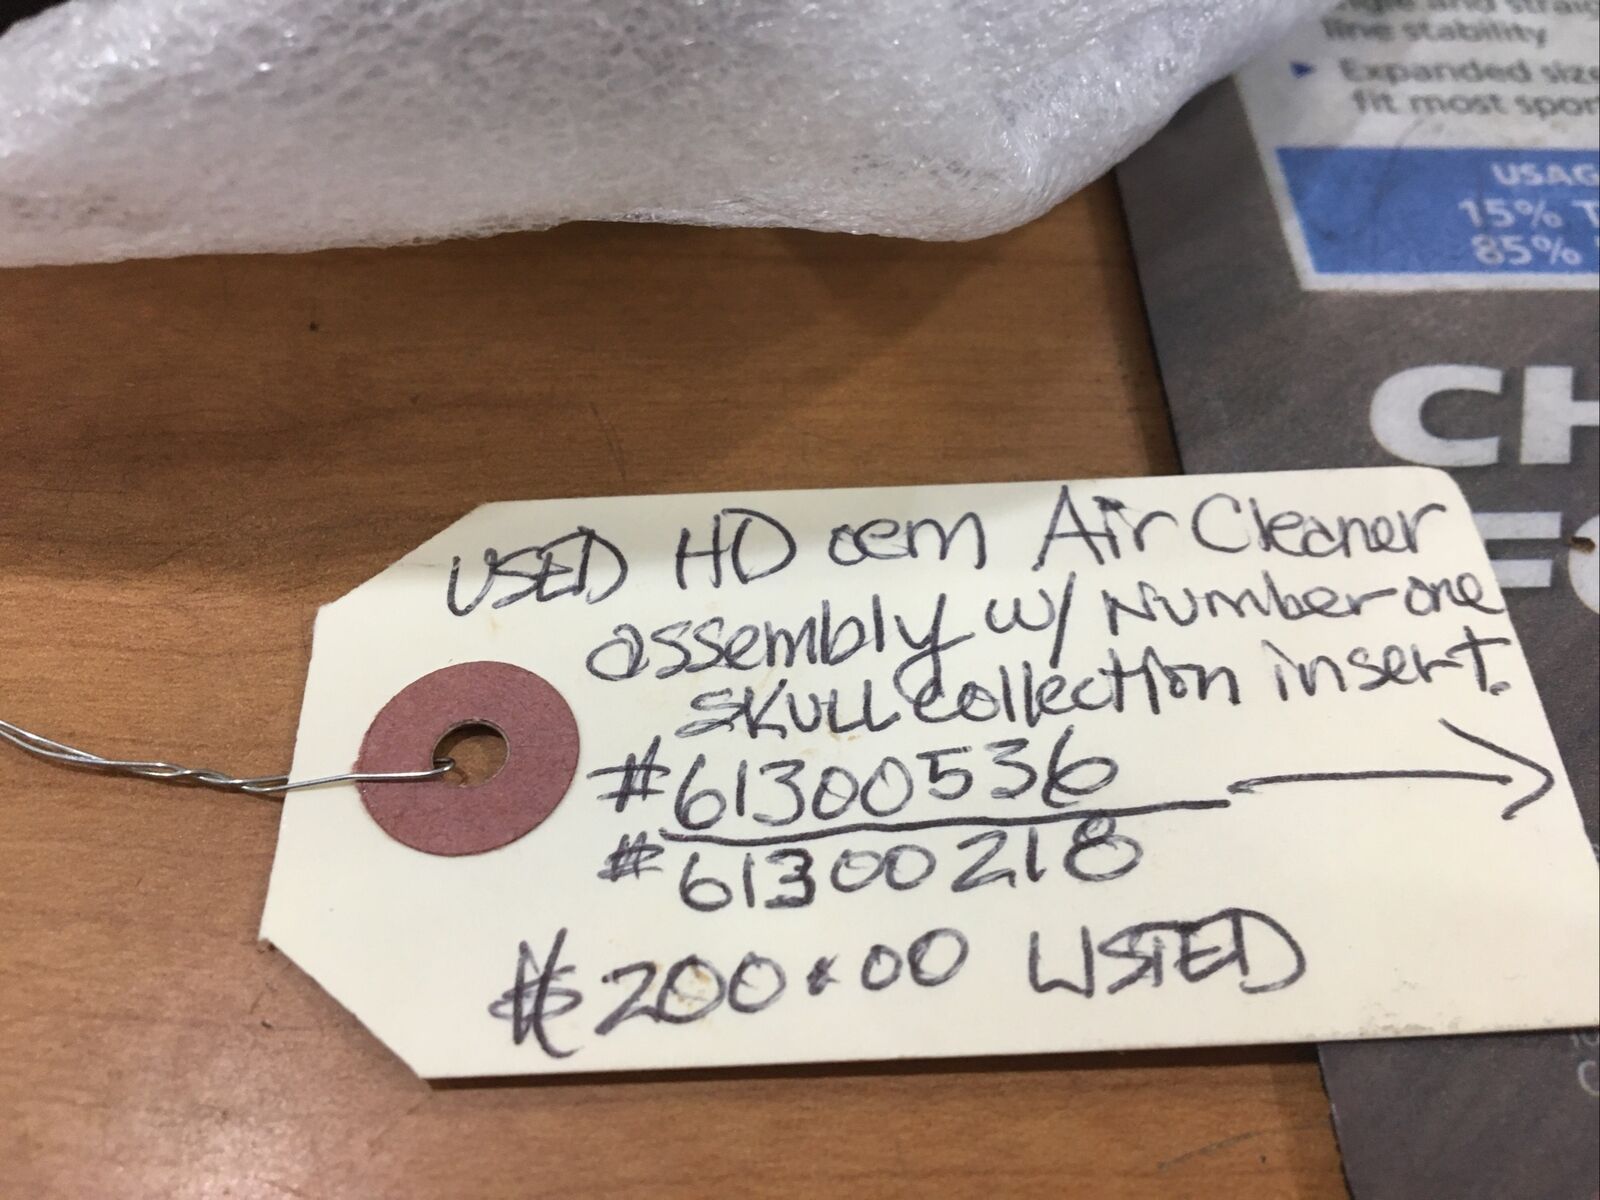 line stability
Expanded size
fit most spor
USAG
15% T
85%
CH
USED HD oem Air Cleaner
assembly w/ Number one
SKULL collection insert.
#61300536
#61300218
$200.00 LISTED